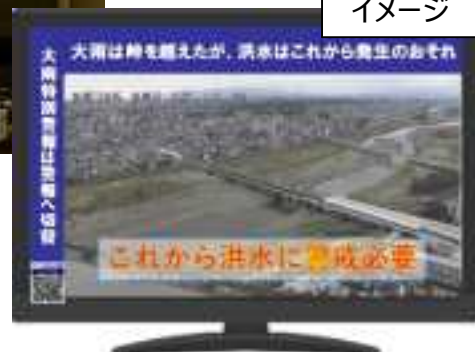 イメージ
大雨は峠を越えたが、洪水はこれから発生のおそれ
大雨特別警報は警報へ切替
これから洪水に警戒必要